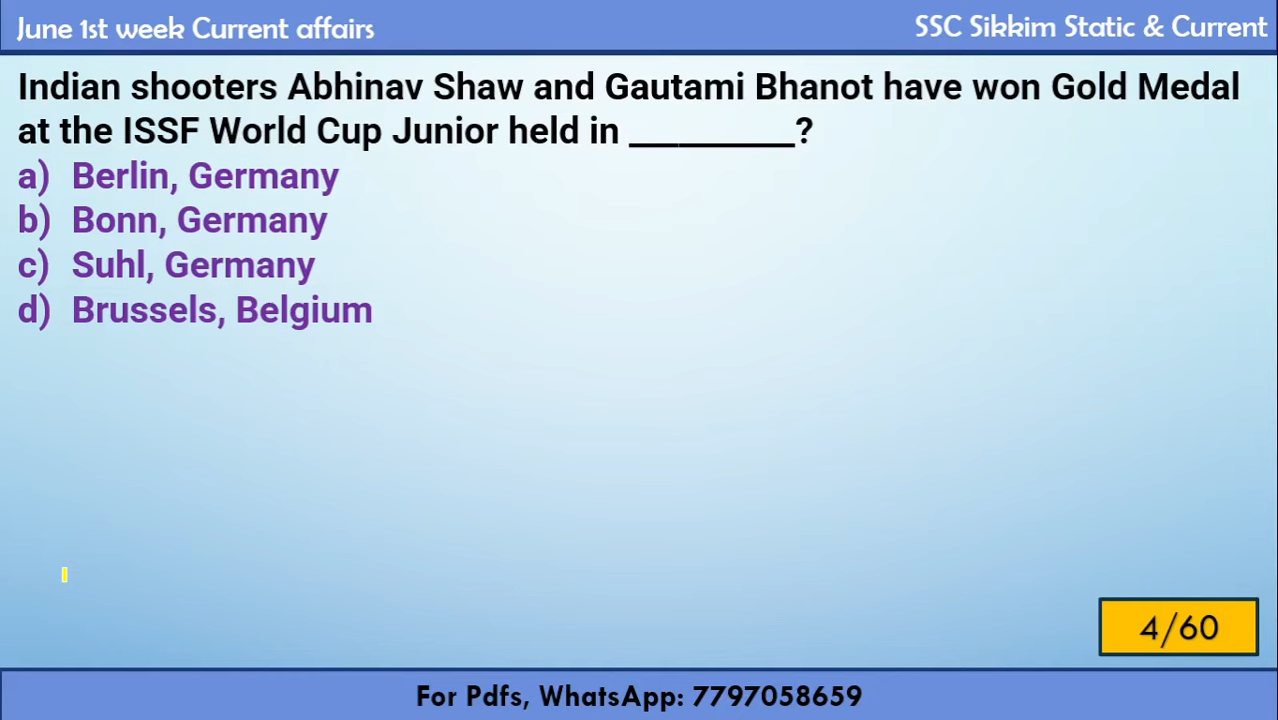 June 1st week Current affairs
SSC Sikkim Static & Current
Indian shooters Abhinav Shaw and Gautami Bhanot have won Gold Medal
at the ISSF World Cup Junior held in _________?
a) Berlin, Germany
b) Bonn, Germany
c) Suhl, Germany
d) Brussels, Belgium
4/60
For Pdfs, WhatsApp: 7797058659